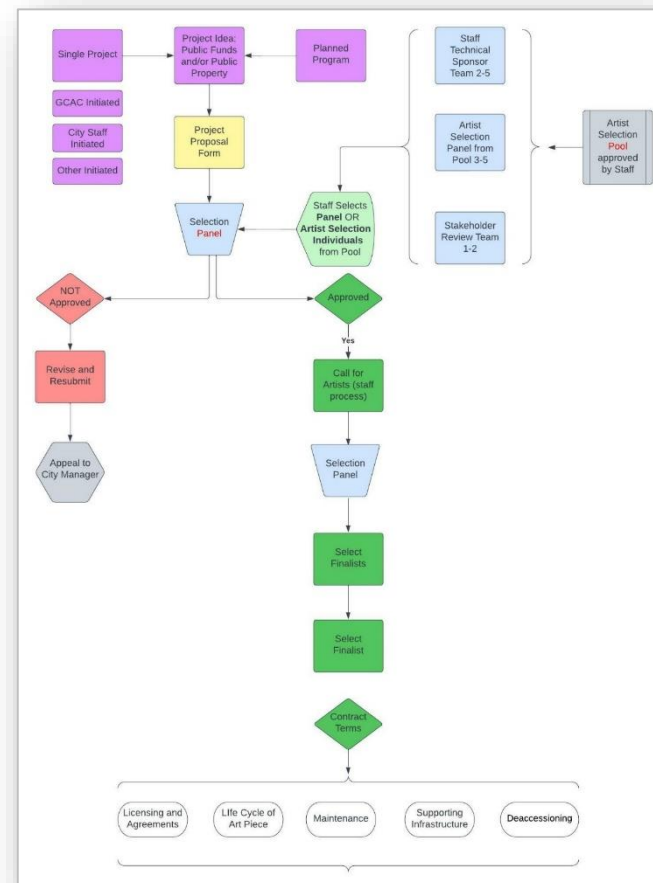 Single Project
Project Idea:
Public Funds
and/or Public
Property
Planned
Program
GCAC Initiated
City Staff
Initiated
Other Initiated
Project
Proposal
Form
Staff
Technical
Sponsor
Team 2-5
Artist
Selection
Panel from
Pool 3-5
Stakeholder
Review Team
1-2
Artist
Selection
Pool
approved
by Staff
Selection
Panel
Staff Selects
Panel OR
Artist Selection
Individuals
from Pool
NOT
Approved
Approved
Yes
Revise and
Resubmit
Call for
Artists (staff
process)
Appeal to
City Manager
Selection
Panel
Select
Finalists
Select
Finalist
Contract
Terms
Licensing and
Agreements
LIfe Cycle of
Art Piece
Maintenance
Supporting
Infrastructure
Deaccessioning